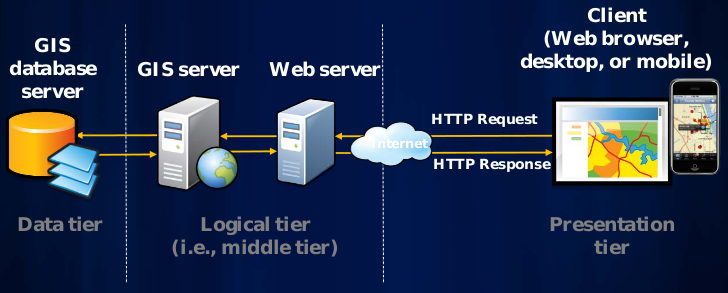 GIS
database
server
GIS server
Web server
Client
(Web browser,
desktop, or mobile)
HTTP Request
Internet
HTTP Response
Data tier
Logical tier
(i.e., middle tier)
Presentation
tier